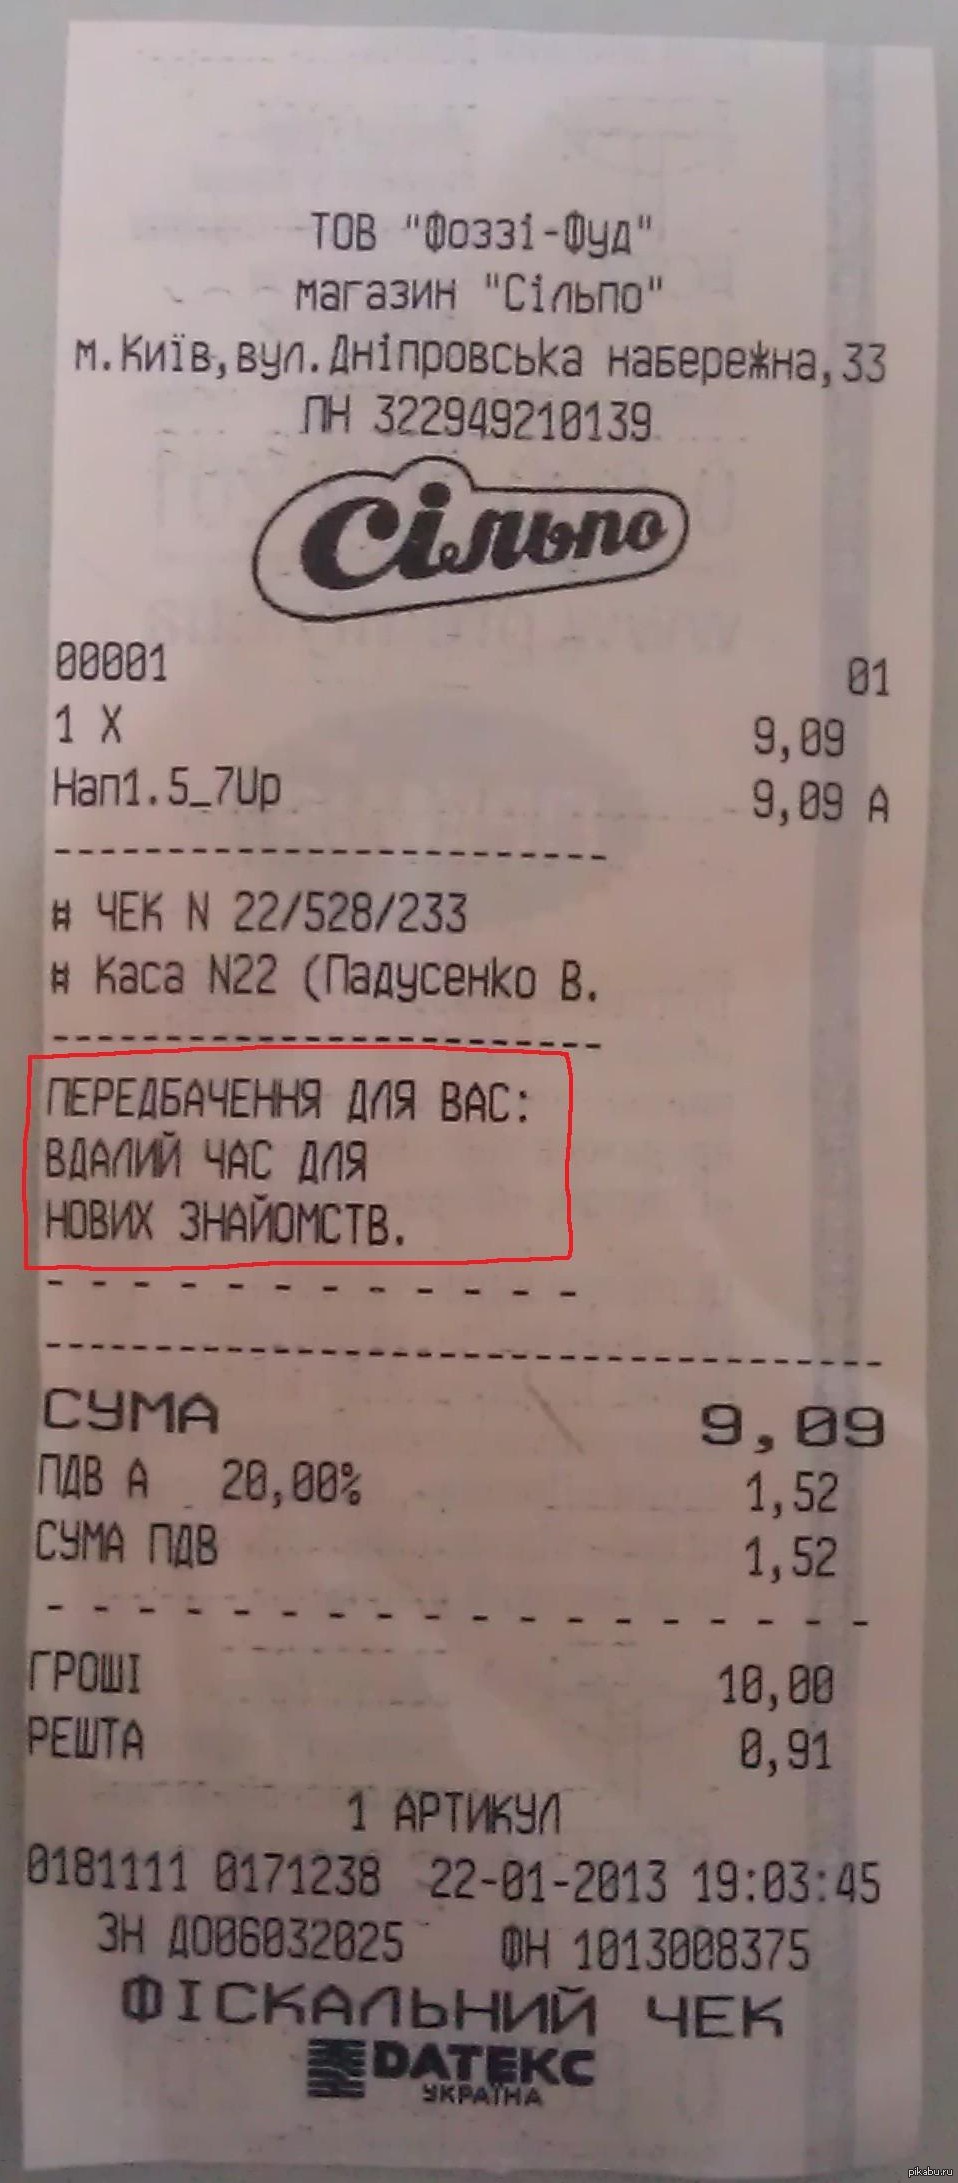 ТОВ "Фоззі-Фуд"
магазин "Сільпо"
м.Київ,вул.Дніпровська набережна,33
ПН 322949210139
Сільпо
00001 01
1 X 9,09
Нап1.5_7Up 9,09 А
# ЧЕК N 22/528/233
# Каса N22 (Падусенко В.
ПЕРЕДБАЧЕННЯ ДЛЯ ВАС:
ВДАЛИЙ ЧАС ДЛЯ
НОВИХ ЗНАЙОМСТВ.
СУМА 9,09
ПДВ А 20,00% 1,52
СУМА ПДВ 1,52
ГРОШІ 10,00
РЕШТА 0,91
1 АРТИКУЛ
0181111 0171238 22-01-2013 19:03:45
ЗН ДО06032025 ФН 1013008375
ФІСКАЛЬНИЙ ЧЕК
DATEКС
УКРАЇНА
pikabu.ru